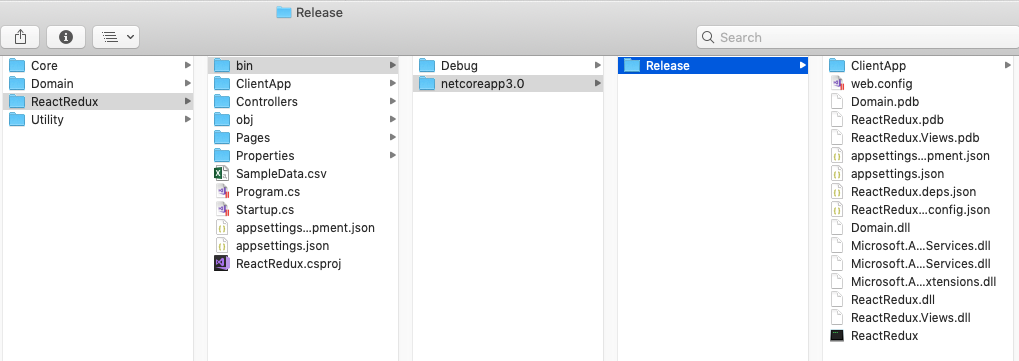 Release
Search
Core
Domain
ReactRedux
Utility
bin
ClientApp
Controllers
obj
Pages
Properties
SampleData.csv
Program.cs
Startup.cs
appsettings...pment.json
appsettings.json
ReactRedux.csproj
Debug
netcoreapp3.0
Release
ClientApp
web.config
Domain.pdb
ReactRedux.pdb
ReactRedux.Views.pdb
appsettings...pment.json
appsettings.json
ReactRedux.deps.json
ReactRedux...config.json
Domain.dll
Microsoft.A...Services.dll
Microsoft.A...Services.dll
Microsoft.A...xtensions.dll
ReactRedux.dll
ReactRedux.Views.dll
ReactRedux